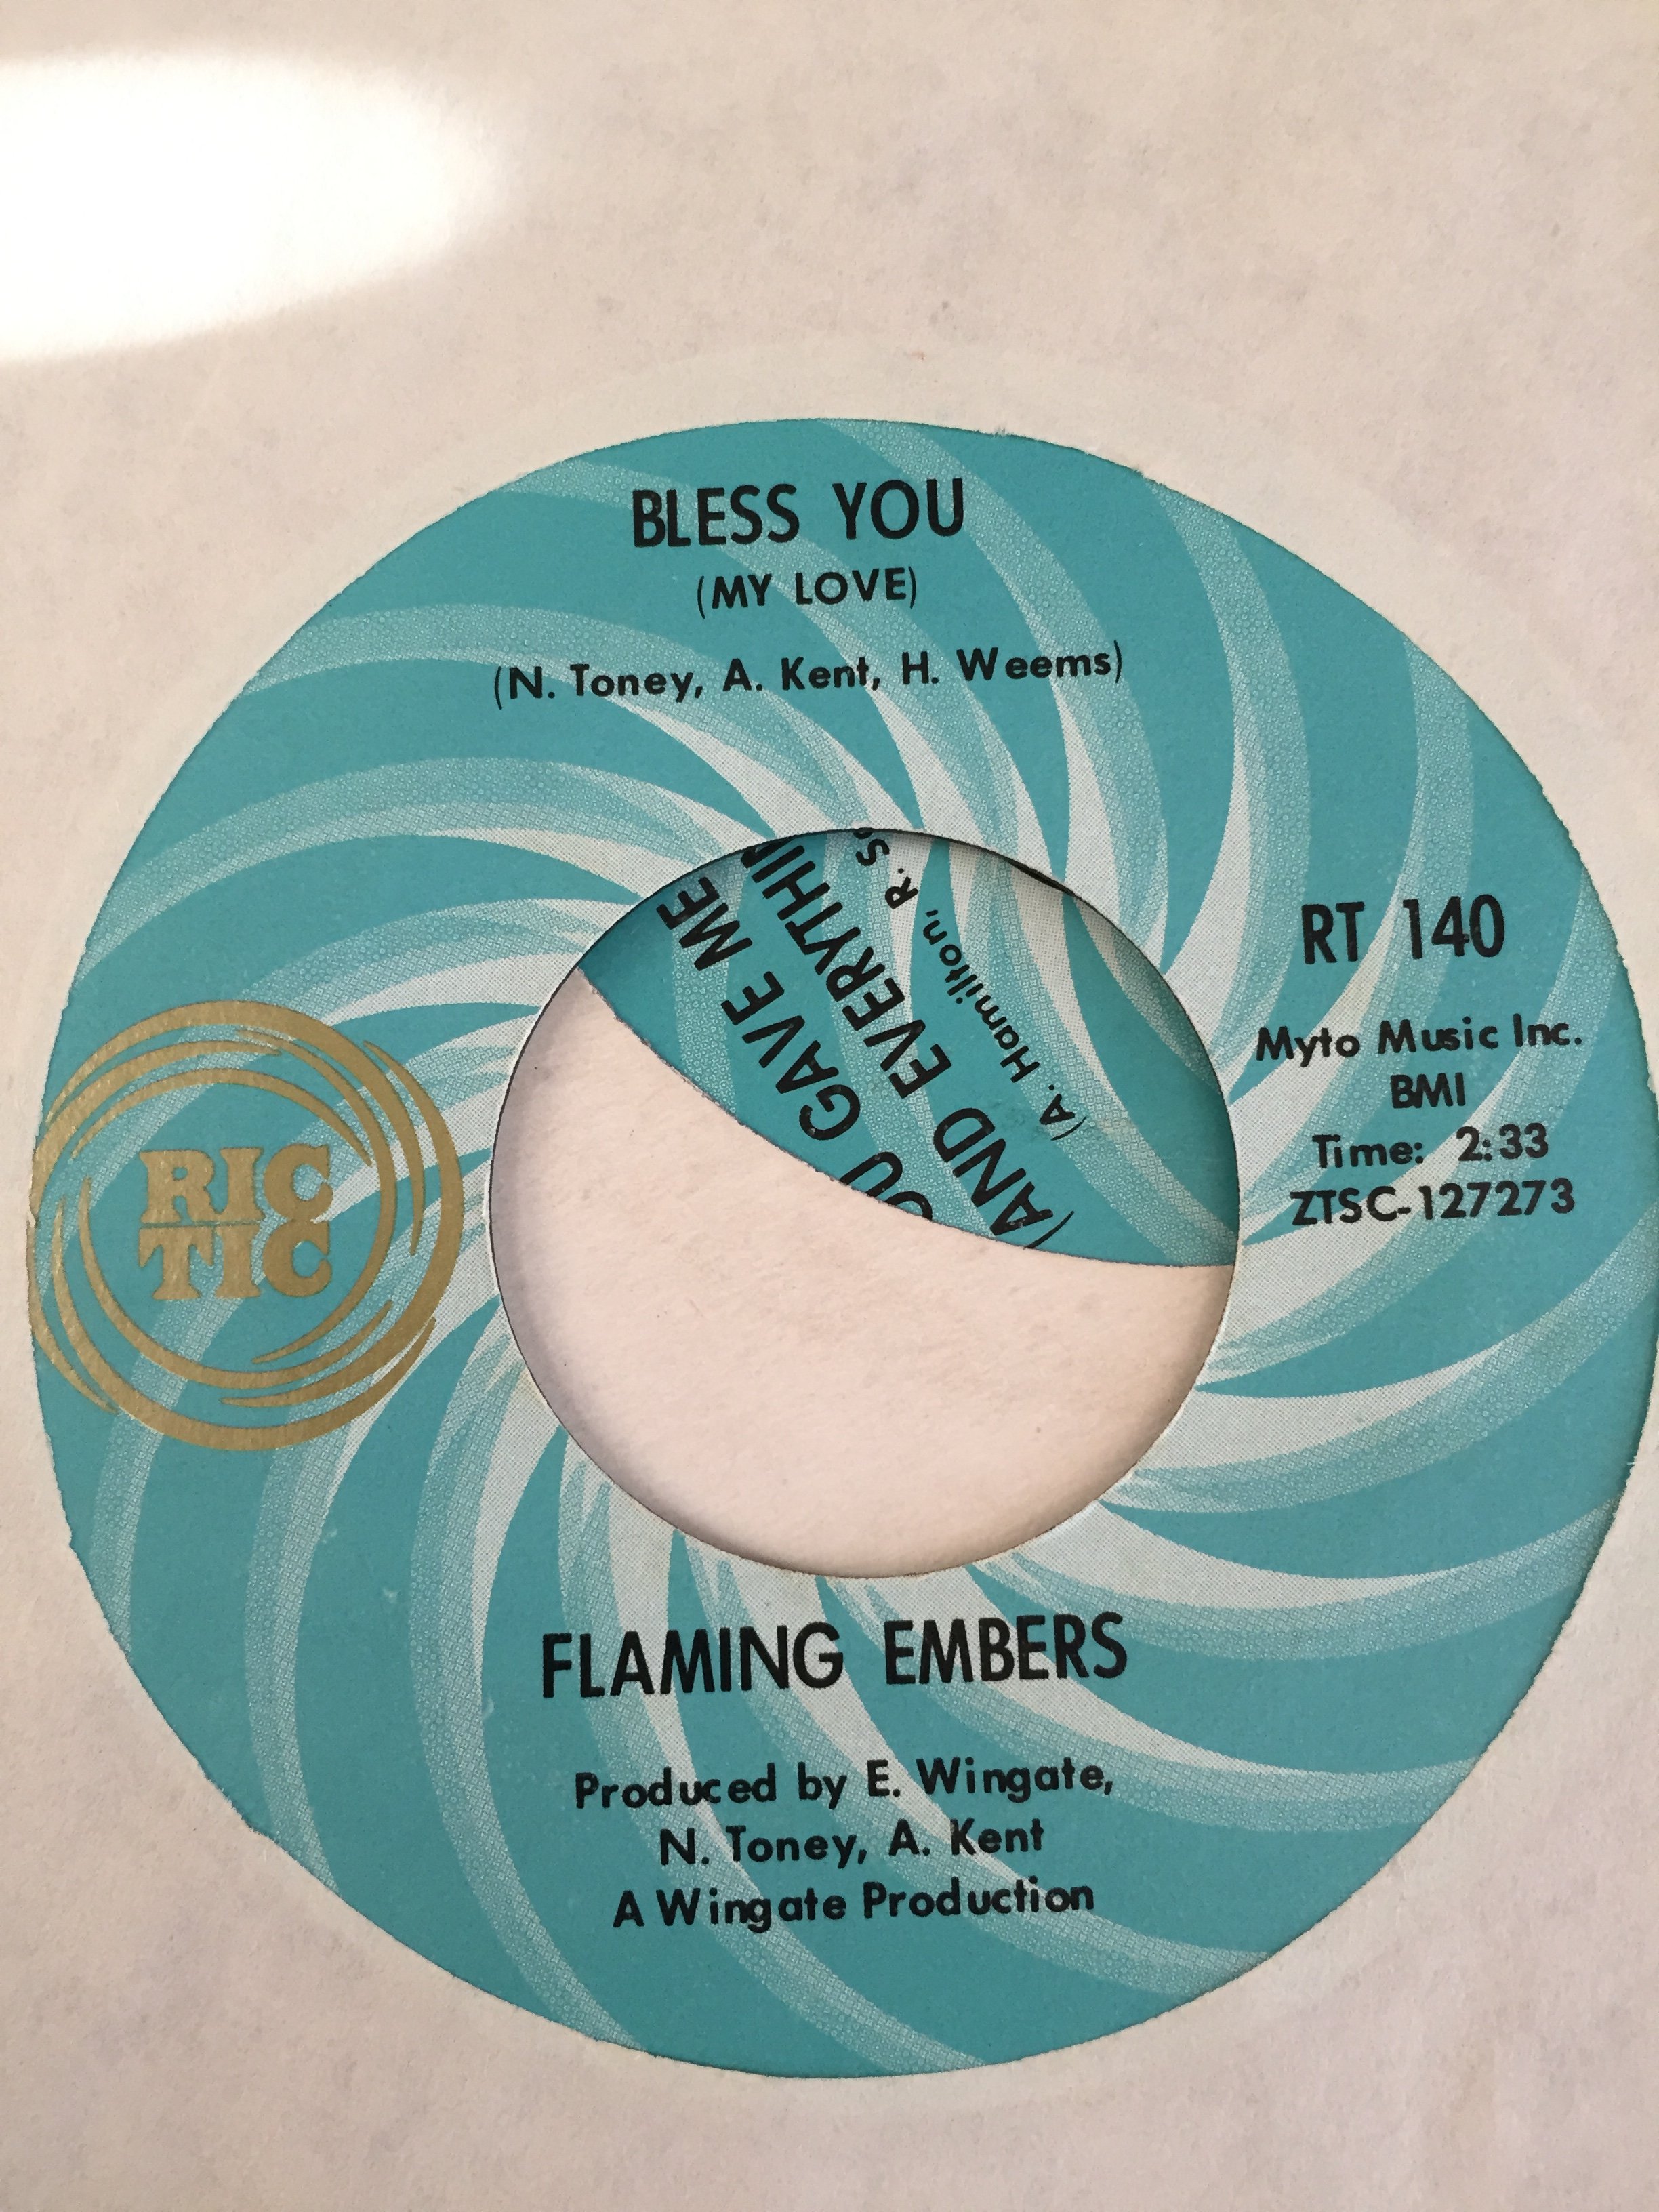 BLESS YOU
(MY LOVE)
(N. Toney, A. Kent, H. Weems)
GAVE ME
(AND
(A. Hamilton, R.
RIC
TIC
RT 140
Myto Music Inc.
BMI
Time: 2:33
ZTSC-127273
FLAMING EMBERS
Produced by E. Wingate,
N. Toney, A. Kent
A Wingate Production